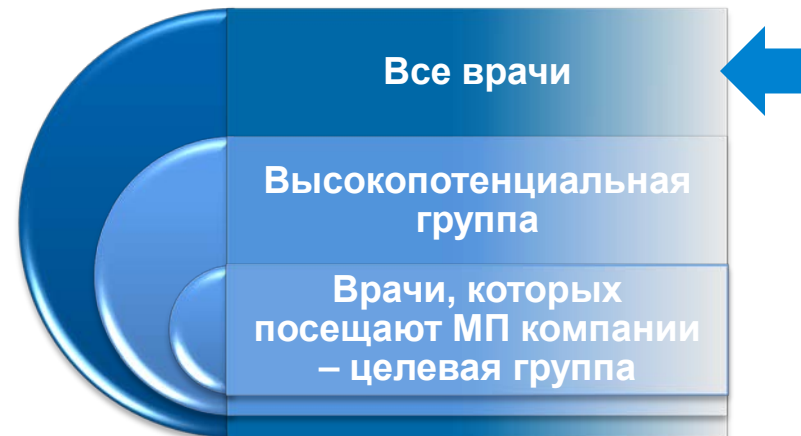 Все врачи
Высокопотенциальная
группа
Врачи, которых
посещают МП компании
– целевая группа